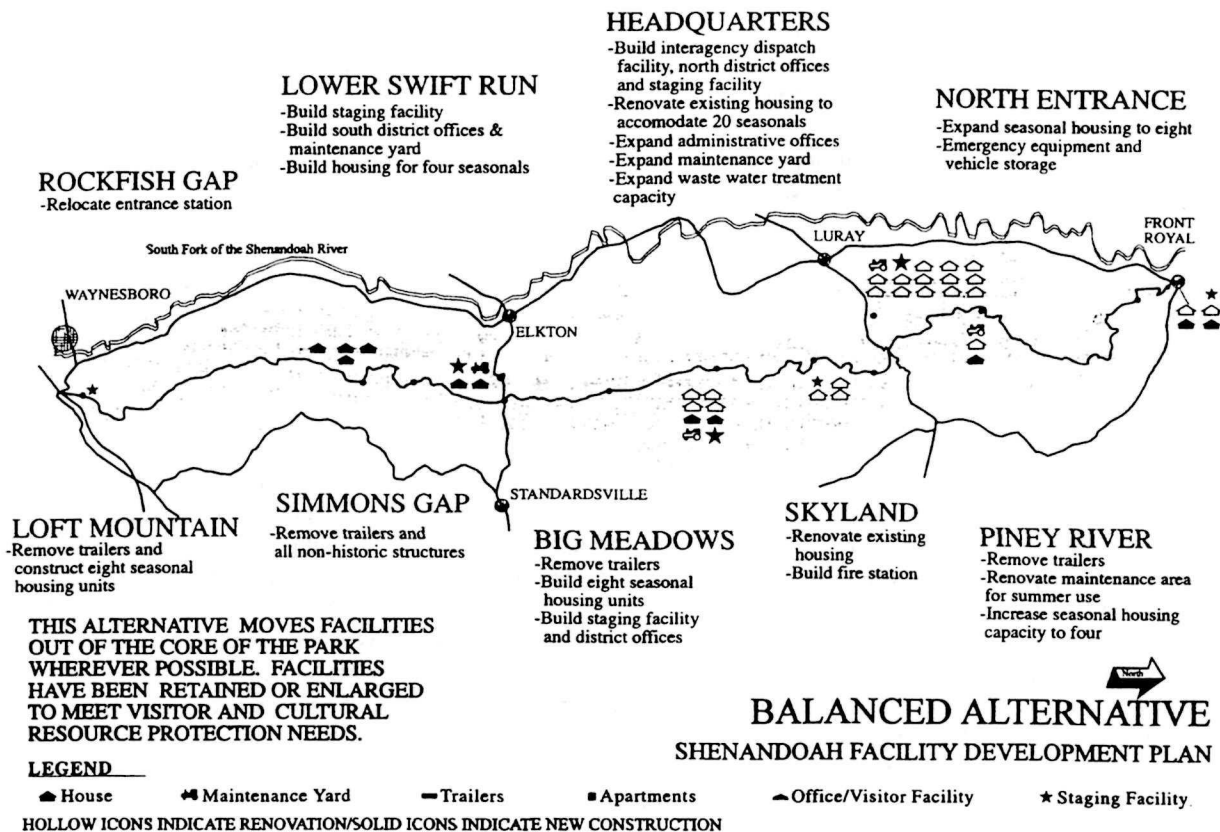 HEADQUARTERS
-Build interagency dispatch
facility, north district offices
and staging facility
-Renovate existing housing to
accomodate 20 seasonals
-Expand administrative offices
-Expand maintenance yard
-Expand waste water treatment
capacity
LOWER SWIFT RUN
-Build staging facility
-Build south district offices &
maintenance yard
-Build housing for four seasonals
NORTH ENTRANCE
-Expand seasonal housing to eight
-Emergency equipment and
vehicle storage
ROCKFISH GAP
-Relocate entrance station
South Fork of the Shenandoah River
WAYNESBORO
ELKTON
LURAY
FRONT
ROYAL
STANDARDSVILLE
LOFT MOUNTAIN
-Remove trailers and
construct eight seasonal
housing units
SIMMONS GAP
-Remove trailers and
all non-historic structures
BIG MEADOWS
-Remove trailers
-Build eight seasonal
housing units
-Build staging facility
and district offices
SKYLAND
-Renovate existing
housing
-Build fire station
PINEY RIVER
-Remove trailers
-Renovate maintenance area
for summer use
-Increase seasonal housing
capacity to four
THIS ALTERNATIVE MOVES FACILITIES
OUT OF THE CORE OF THE PARK
WHEREVER POSSIBLE. FACILITIES
HAVE BEEN RETAINED OR ENLARGED
TO MEET VISITOR AND CULTURAL
RESOURCE PROTECTION NEEDS.
North
BALANCED ALTERNATIVE
SHENANDOAH FACILITY DEVELOPMENT PLAN
LEGEND
House
Maintenance Yard
Trailers
Apartments
Office/Visitor Facility
Staging Facility
HOLLOW ICONS INDICATE RENOVATION/SOLID ICONS INDICATE NEW CONSTRUCTION